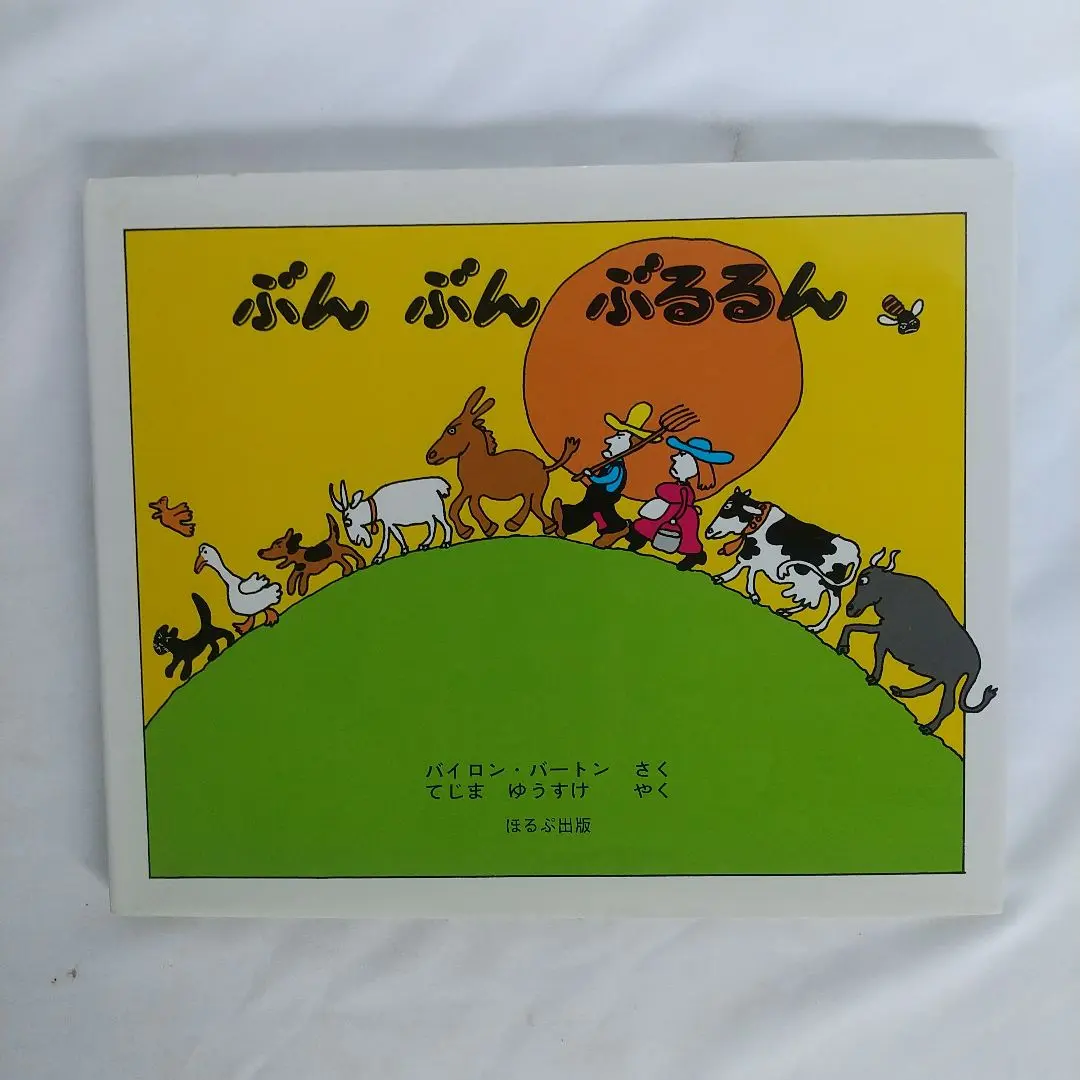 ぶん ぶん ぶるるん
バイロン・バートン さく
てじま ゆうすけ やく
ほるぷ出版